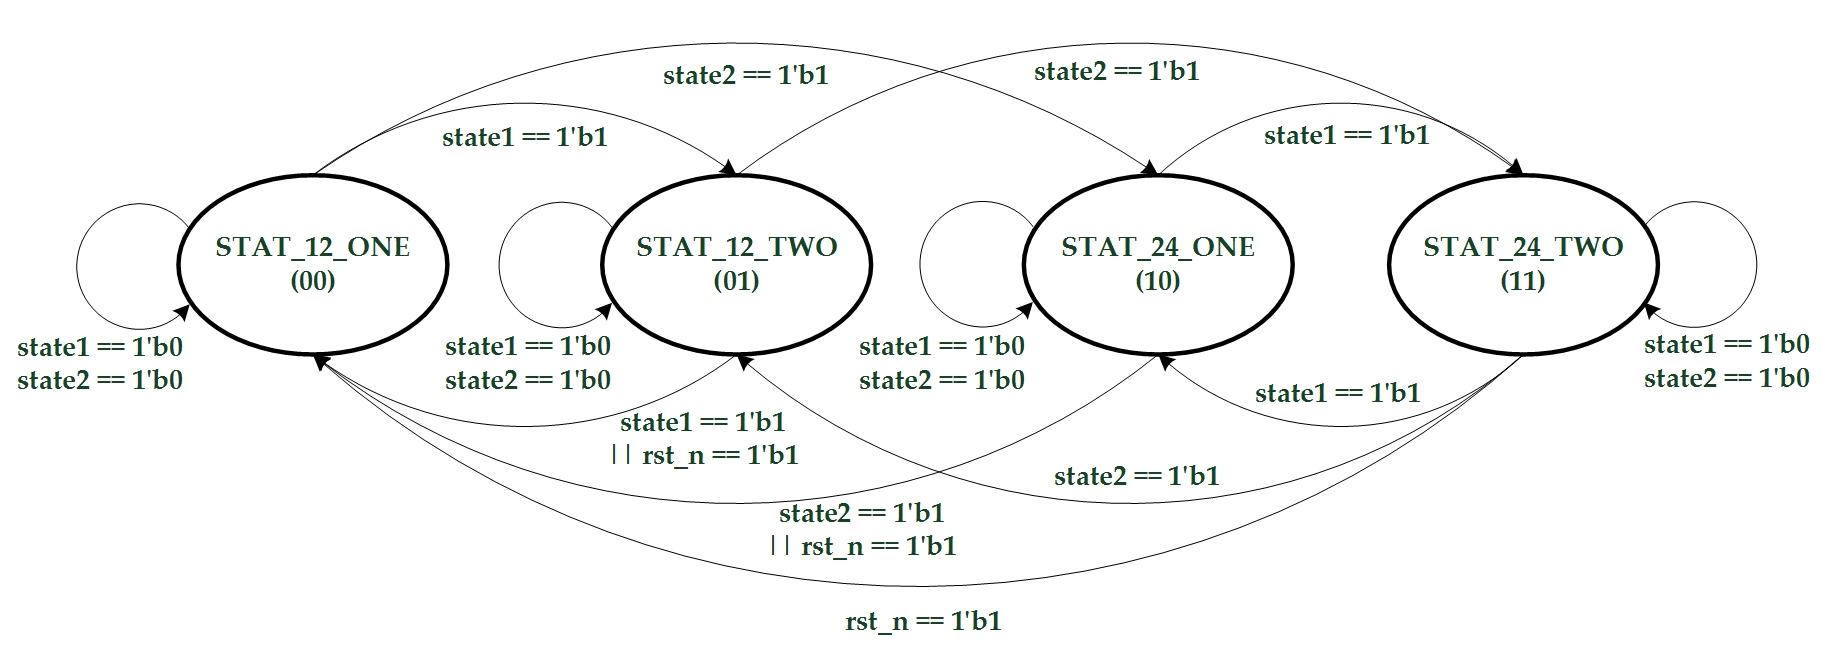 state2 == 1'b1
state2 == 1'b1
state1 == 1'b1
state1 == 1'b1
STAT_12_ONE
(00)
STAT_12_TWO
(01)
STAT_24_ONE
(10)
STAT_24_TWO
(11)
state1 == 1'b0
state2 == 1'b0
state1 == 1'b0
state2 == 1'b0
state1 == 1'b0
state2 == 1'b0
state1 == 1'b0
state2 == 1'b0
state1 == 1'b1
state1 == 1'b1
|| rst_n == 1'b1
state2 == 1'b1
state2 == 1'b1
|| rst_n == 1'b1
rst_n == 1'b1